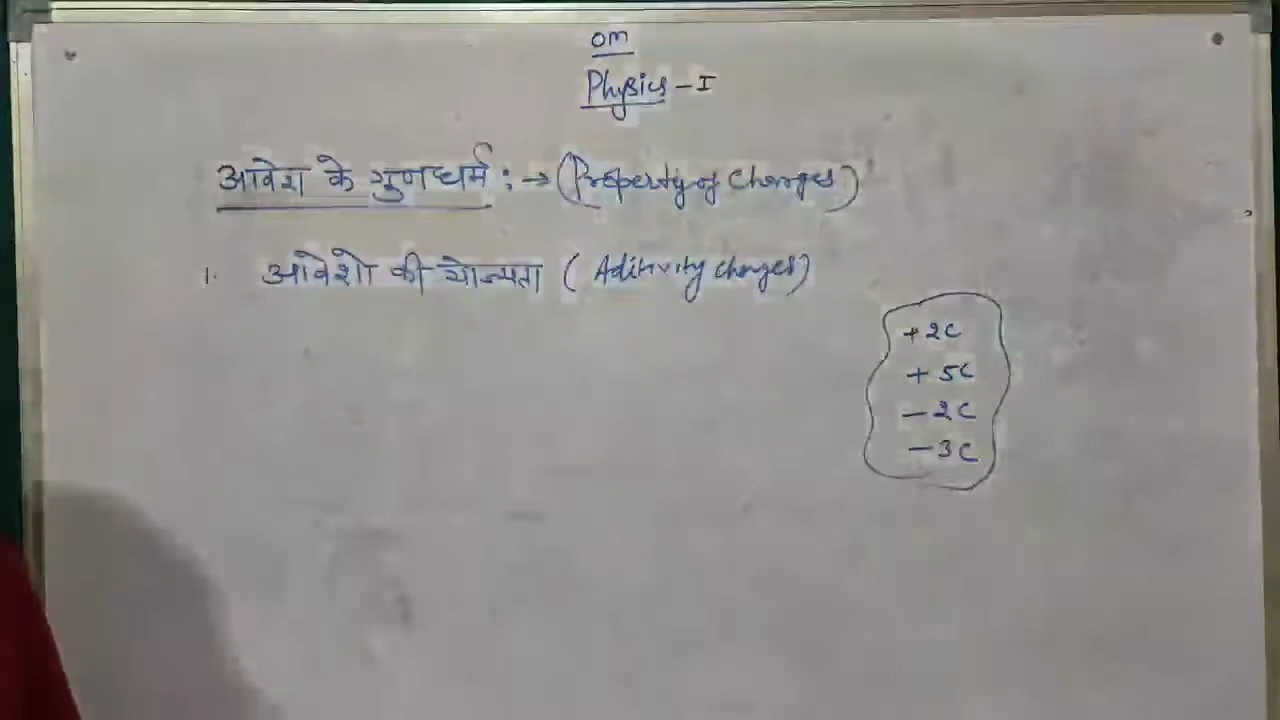 OM
Physics - I
आवेश के गुणधर्म : → (Property of Charges)
1. आवेशो की योज्यता ( Aditivity charges)
+ 2C
+ 5C
- 2C
- 3C